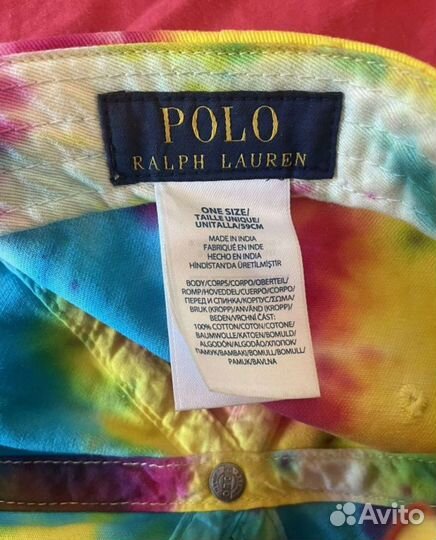 POLO
RALPH LAUREN
ONE SIZE/
TAILLE UNIQUE/
UNITALLA/59CM
MADE IN INDIA
FABRIQUÉ EN INDE
HECHO EN INDIA
HİNDİSTAN'DA ÜRETİLMİŞTİR
BODY/CORPS/CORPO/OBERTEIL/
ROMP/HOVEDDEL/CUERPO/CORPO/
ПЕРЕД И СПИНКА/ΚΟΡΠΥΣ/ΣΩΜΑ/
BRUK (KROPP)/ANVÄND (KROPP)/
BEDEN/VRCHNÍ ČÁST:
100% COTTON/COTON/COTONE/
BAUMWOLLE/KATOEN/BOMULD/
ALGODÓN/ALGODÃO/ХЛОПОК/
ПАМУК/ΒΑΜΒΑΚΙ/BOMULL/BOMULL/
PAMUK/BAVLNA
Avito